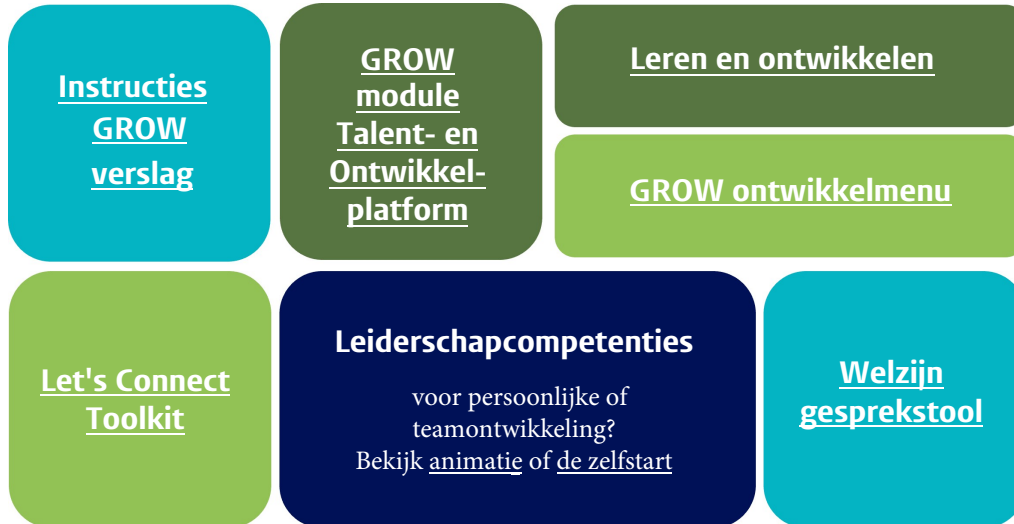 Instructies
GROW
verslag
GROW
module
Talent- en
Ontwikkel-
platform
Leren en ontwikkelen
GROW ontwikkelmenu
Let's Connect
Toolkit
Leiderschapcompetenties
voor persoonlijke of
teamontwikkeling?
Bekijk animatie of de zelfstart
Welzijn
gesprekstool